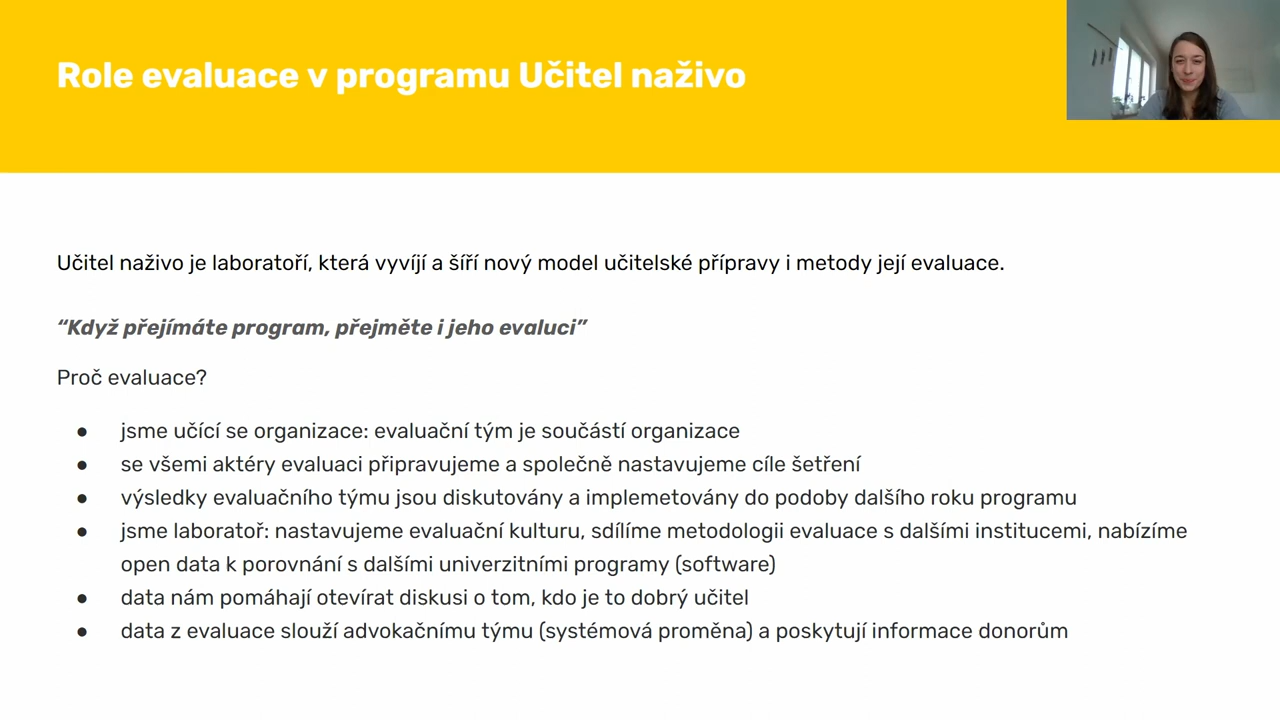 Role evaluace v programu Učitel naživo
Učitel naživo je laboratoří, která vyvíjí a šíří nový model učitelské přípravy i metody její evaluace.
“Když přejímáte program, přejměte i jeho evaluci”
Proč evaluace?
● jsme učící se organizace: evaluační tým je součástí organizace
● se všemi aktéry evaluaci připravujeme a společně nastavujeme cíle šetření
● výsledky evaluačního týmu jsou diskutovány a implemetovány do podoby dalšího roku programu
● jsme laboratoř: nastavujeme evaluační kulturu, sdílíme metodologii evaluace s dalšími institucemi, nabízíme
open data k porovnání s dalšími univerzitními programy (software)
● data nám pomáhají otevírat diskusi o tom, kdo je to dobrý učitel
● data z evaluace slouží advokačnímu týmu (systémová proměna) a poskytují informace donorům